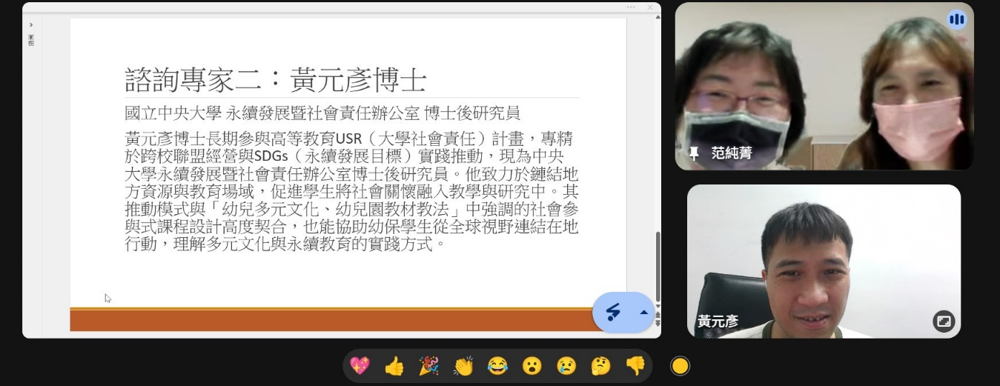 諮詢專家二：黃元彥博士
國立中央大學 永續發展暨社會責任辦公室 博士後研究員
黃元彥博士長期參與高等教育USR（大學社會責任）計畫，專精
於跨校聯盟經營與SDGs（永續發展目標）實踐推動，現為中央
大學永續發展暨社會責任辦公室博士後研究員。他致力於鏈結地
方資源與教育場域，促進學生將社會關懷融入教學與研究中。其
推動模式與「幼兒多元文化、幼兒園教材教法」中強調的社會參
與式課程設計高度契合，也能協助幼保學生從全球視野連結在地
行動，理解多元文化與永續教育的實踐方式。
范純菁
黃元彥